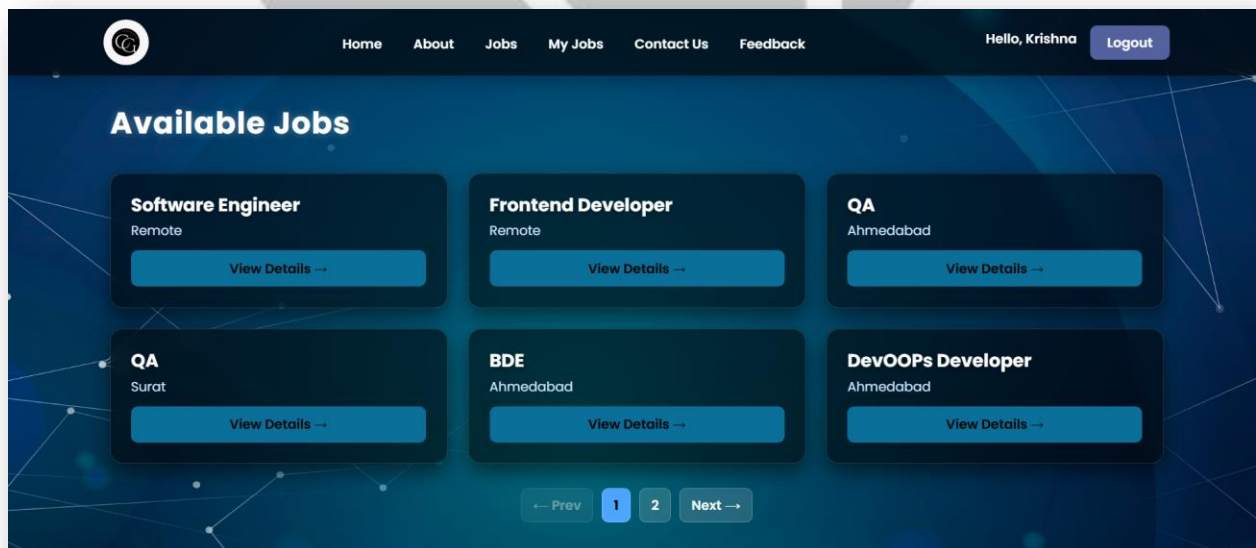 CG
Home About Jobs My Jobs Contact Us Feedback Hello, Krishna Logout
Available Jobs
Software Engineer
Remote
View Details →
Frontend Developer
Remote
View Details →
QA
Ahmedabad
View Details →
QA
Surat
View Details →
BDE
Ahmedabad
View Details →
DevOOPs Developer
Ahmedabad
View Details →
← Prev 1 2 Next →